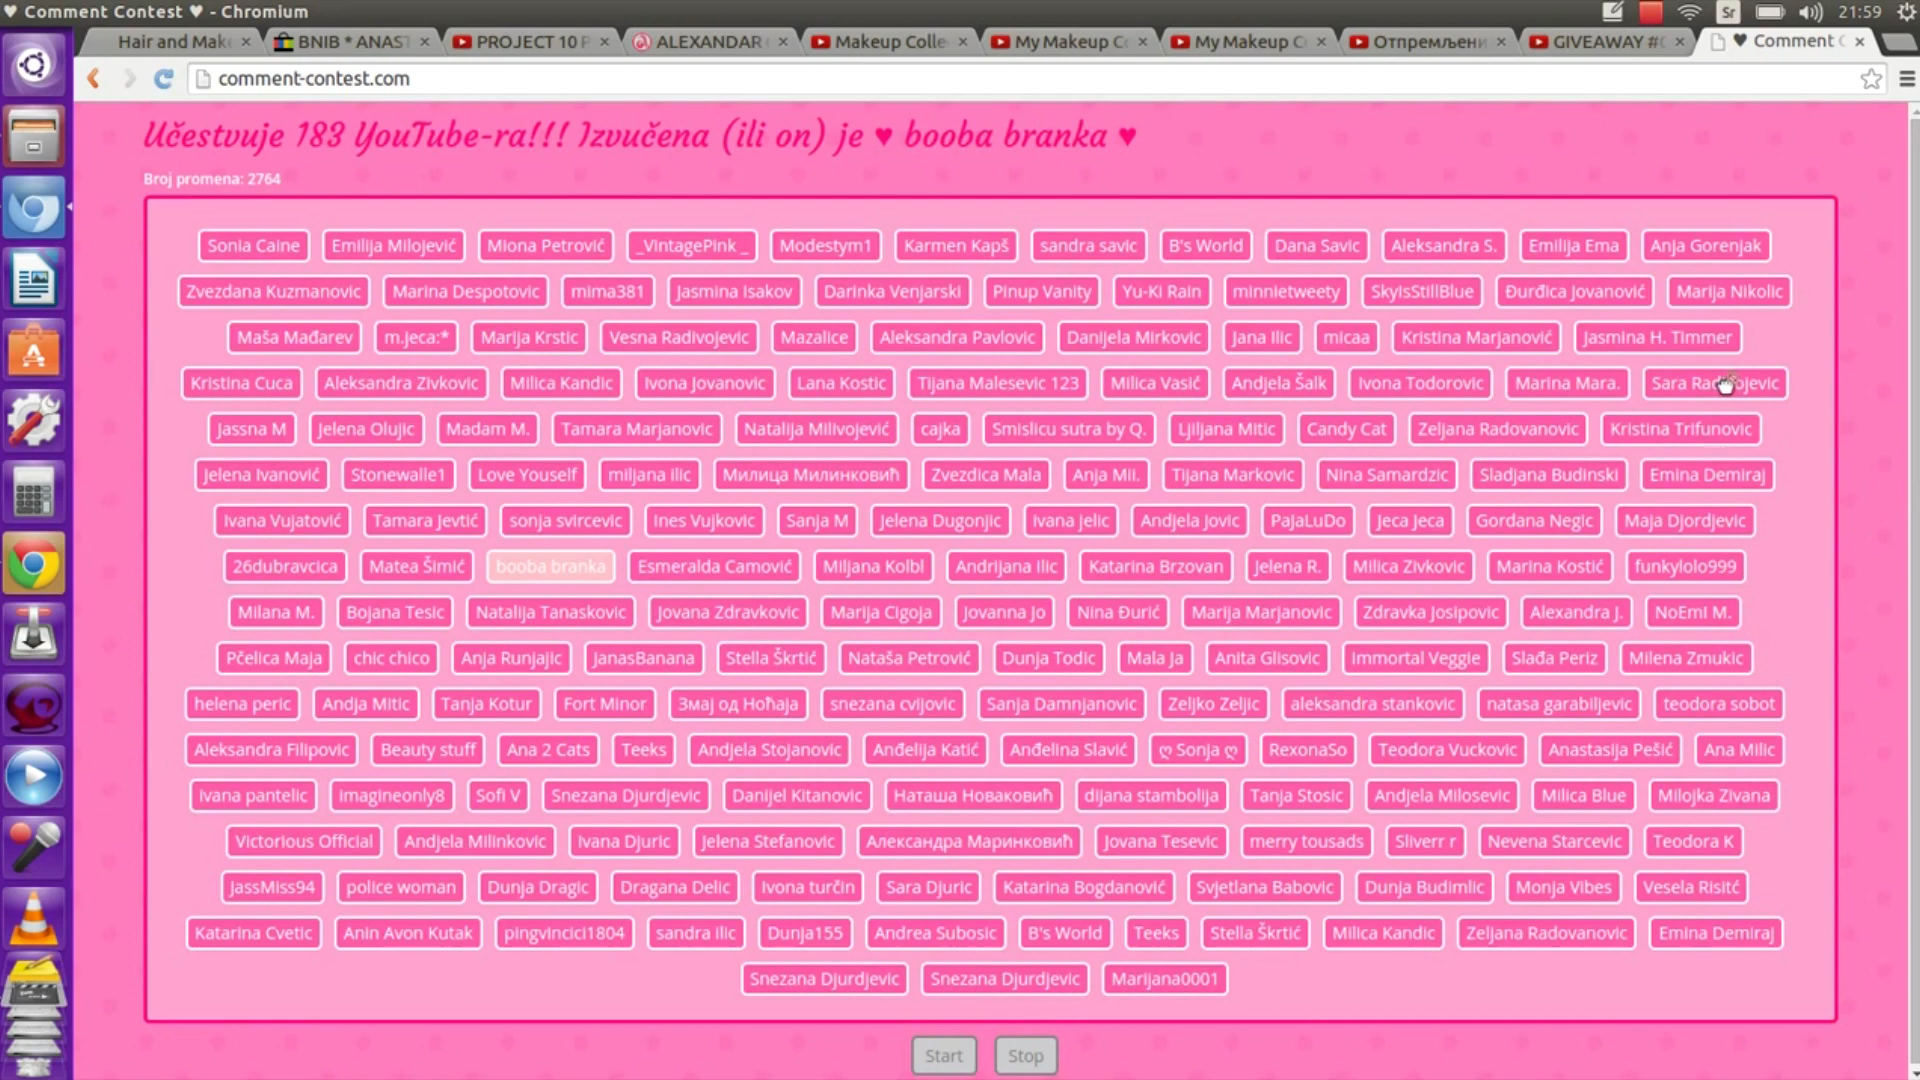 ♥ Comment Contest ♥ - Chromium
Sr
21:59
Hair and Make
BNIB * ANAST
PROJECT 10 P
ALEXANDAR
Makeup Colle
My Makeup Co
My Makeup Co
Отпремљени
GIVEAWAY #
♥ Comment C
comment-contest.com
Učestvuje 183 YouTube-ra!!! Izvučena (ili on) je ♥ booba branka ♥
Broj promena: 2764
Sonia Caine Emilija Milojević Miona Petrović _VintagePink _ Modestym1 Karmen Kapš sandra savic B's World Dana Savic Aleksandra S. Emilija Ema Anja Gorenjak
Zvezdana Kuzmanovic Marina Despotovic mima381 Jasmina Isakov Darinka Venjarski Pinup Vanity Yu-Ki Rain minnietweety SkyIsStillBlue Đurđica Jovanović Marija Nikolic
Maša Mađarev m.jeca:* Marija Krstic Vesna Radivojevic Mazalice Aleksandra Pavlovic Danijela Mirkovic Jana Ilic micaa Kristina Marjanović Jasmina H. Timmer
Kristina Cuca Aleksandra Zivkovic Milica Kandic Ivona Jovanovic Lana Kostic Tijana Malesevic 123 Milica Vasić Andjela Šalk Ivona Todorovic Marina Mara. Sara
Jassna M Jelena Olujic Madam M. Tamara Marjanovic Natalija Milivojević cajka Smislicu sutra by Q. Ljiljana Mitic Candy Cat Zeljana Radovanovic Kristina Trifunovic
Jelena Ivanović Stonewalle1 Love Youself miljana ilic Милица Милинковић Zvezdica Mala Anja Mil. Tijana Markovic Nina Samardzic Sladjana Budinski Emina Demiraj
Ivana Vujatović Tamara Jevtić sonja svircevic Ines Vujkovic Sanja M Jelena Dugonjic Ivana jelic Andjela Jovic PaJaLuDo Jeca Jeca Gordana Negic Maja Djordjevic
26dubravcica Matea Šimić booba branka Esmeralda Camović Miljana Kolbl Andrijana Ilic Katarina Brzovan Jelena R. Milica Zivkovic Marina Kostić funkylolo999
Milana M. Bojana Tesic Natalija Tanaskovic Jovana Zdravkovic Marija Cigoja Jovanna Jo Nina Đurić Marija Marjanovic Zdravka Josipovic Alexandra J. NoEmI M.
Pčelica Maja chic chico Anja Runjajic JanasBanana Stella Škrtić Nataša Petrović Dunja Todic Mala Ja Anita Glisovic Immortal Veggie Slađa Periz Milena Zmukic
helena peric Andja Mitic Tanja Kotur Fort Minor Змај од Ноћаја snezana cvijovic Sanja Damnjanovic Zeljko Zeljic aleksandra stankovic natasa garabiljevic teodora sobot
Aleksandra Filipovic Beauty stuff Ana 2 Cats Teeks Andjela Stojanovic Anđelija Katić Anđelina Slavić ღ Sonja ღ RexonaSo Teodora Vuckovic Anastasija Pešić Ana Milic
Ivana pantelic imagineonly8 Sofi V Snezana Djurdjevic Danijel Kitanovic Наташа Новаковић dijana stambolija Tanja Stosic Andjela Milosevic Milica Blue Milojka Zivana
Victorious Official Andjela Milinkovic Ivana Djuric Jelena Stefanovic Александра Маринковић Jovana Tesevic merry tousads Sliverr r Nevena Starcevic Teodora K
JassMiss94 police woman Dunja Dragic Dragana Delic Ivona turčin Sara Djuric Katarina Bogdanović Svjetlana Babovic Dunja Budimlic Monja Vibes Vesela Risitć
Katarina Cvetic Anin Avon Kutak pingvincici1804 sandra ilic Dunja155 Andrea Subosic B's World Teeks Stella Škrtić Milica Kandic Zeljana Radovanovic Emina Demiraj
Snezana Djurdjevic Snezana Djurdjevic Marijana0001
Start Stop